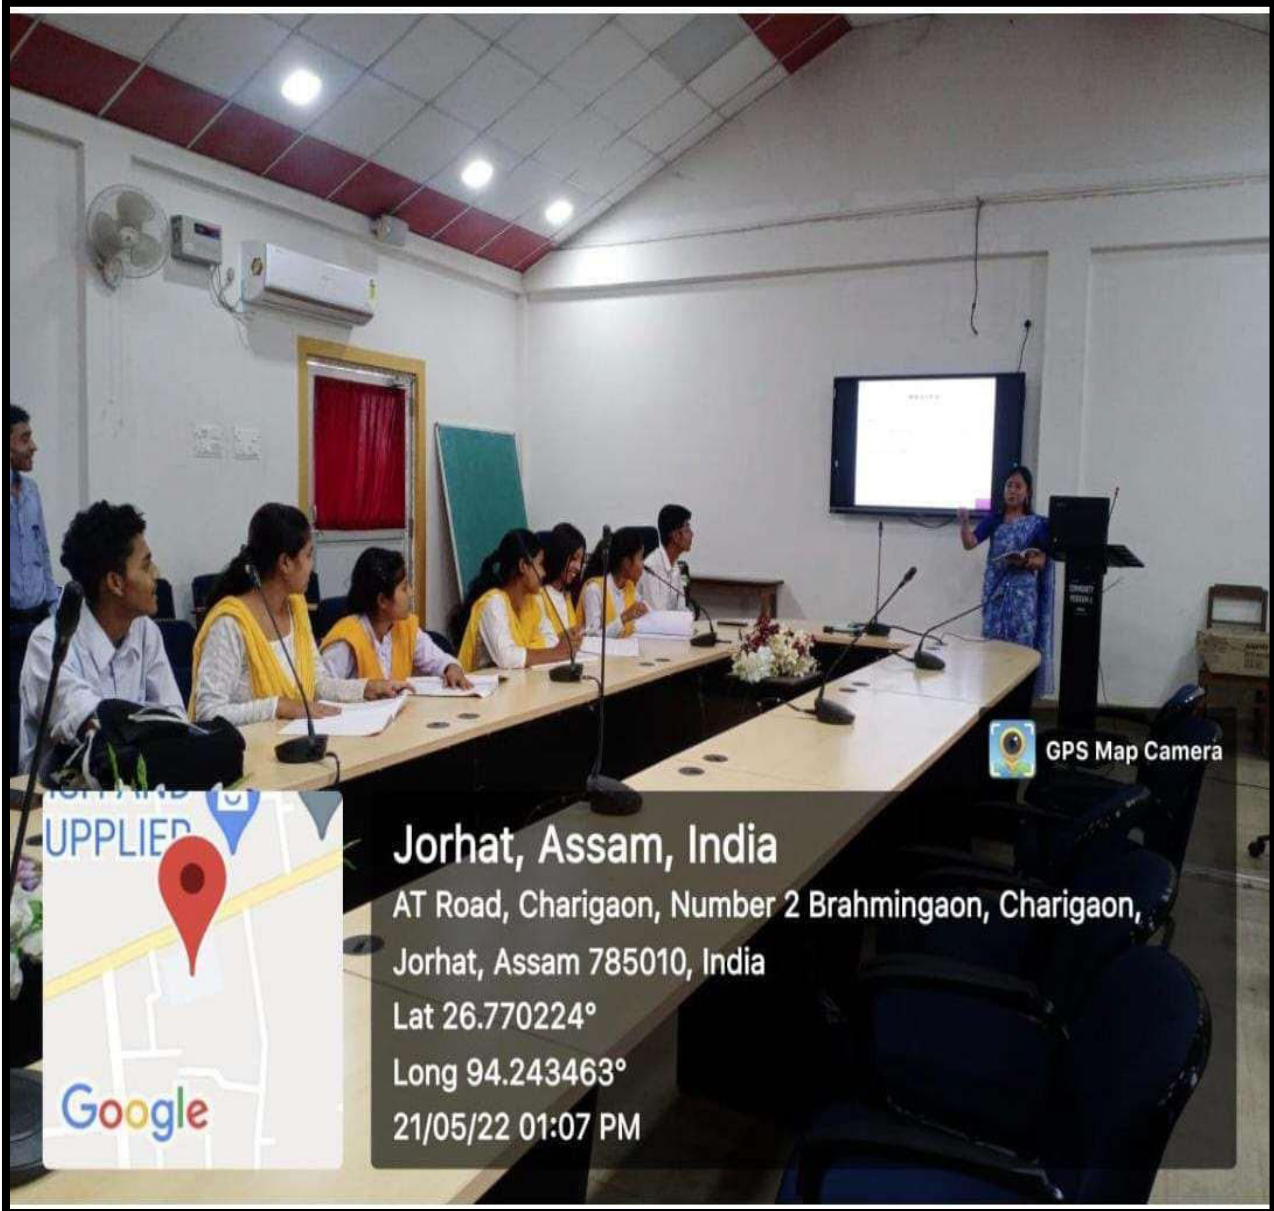 GPS Map Camera
UPPLIER
Google
Jorhat, Assam, India
AT Road, Charigaon, Number 2 Brahmingaon, Charigaon,
Jorhat, Assam 785010, India
Lat 26.770224°
Long 94.243463°
21/05/22 01:07 PM